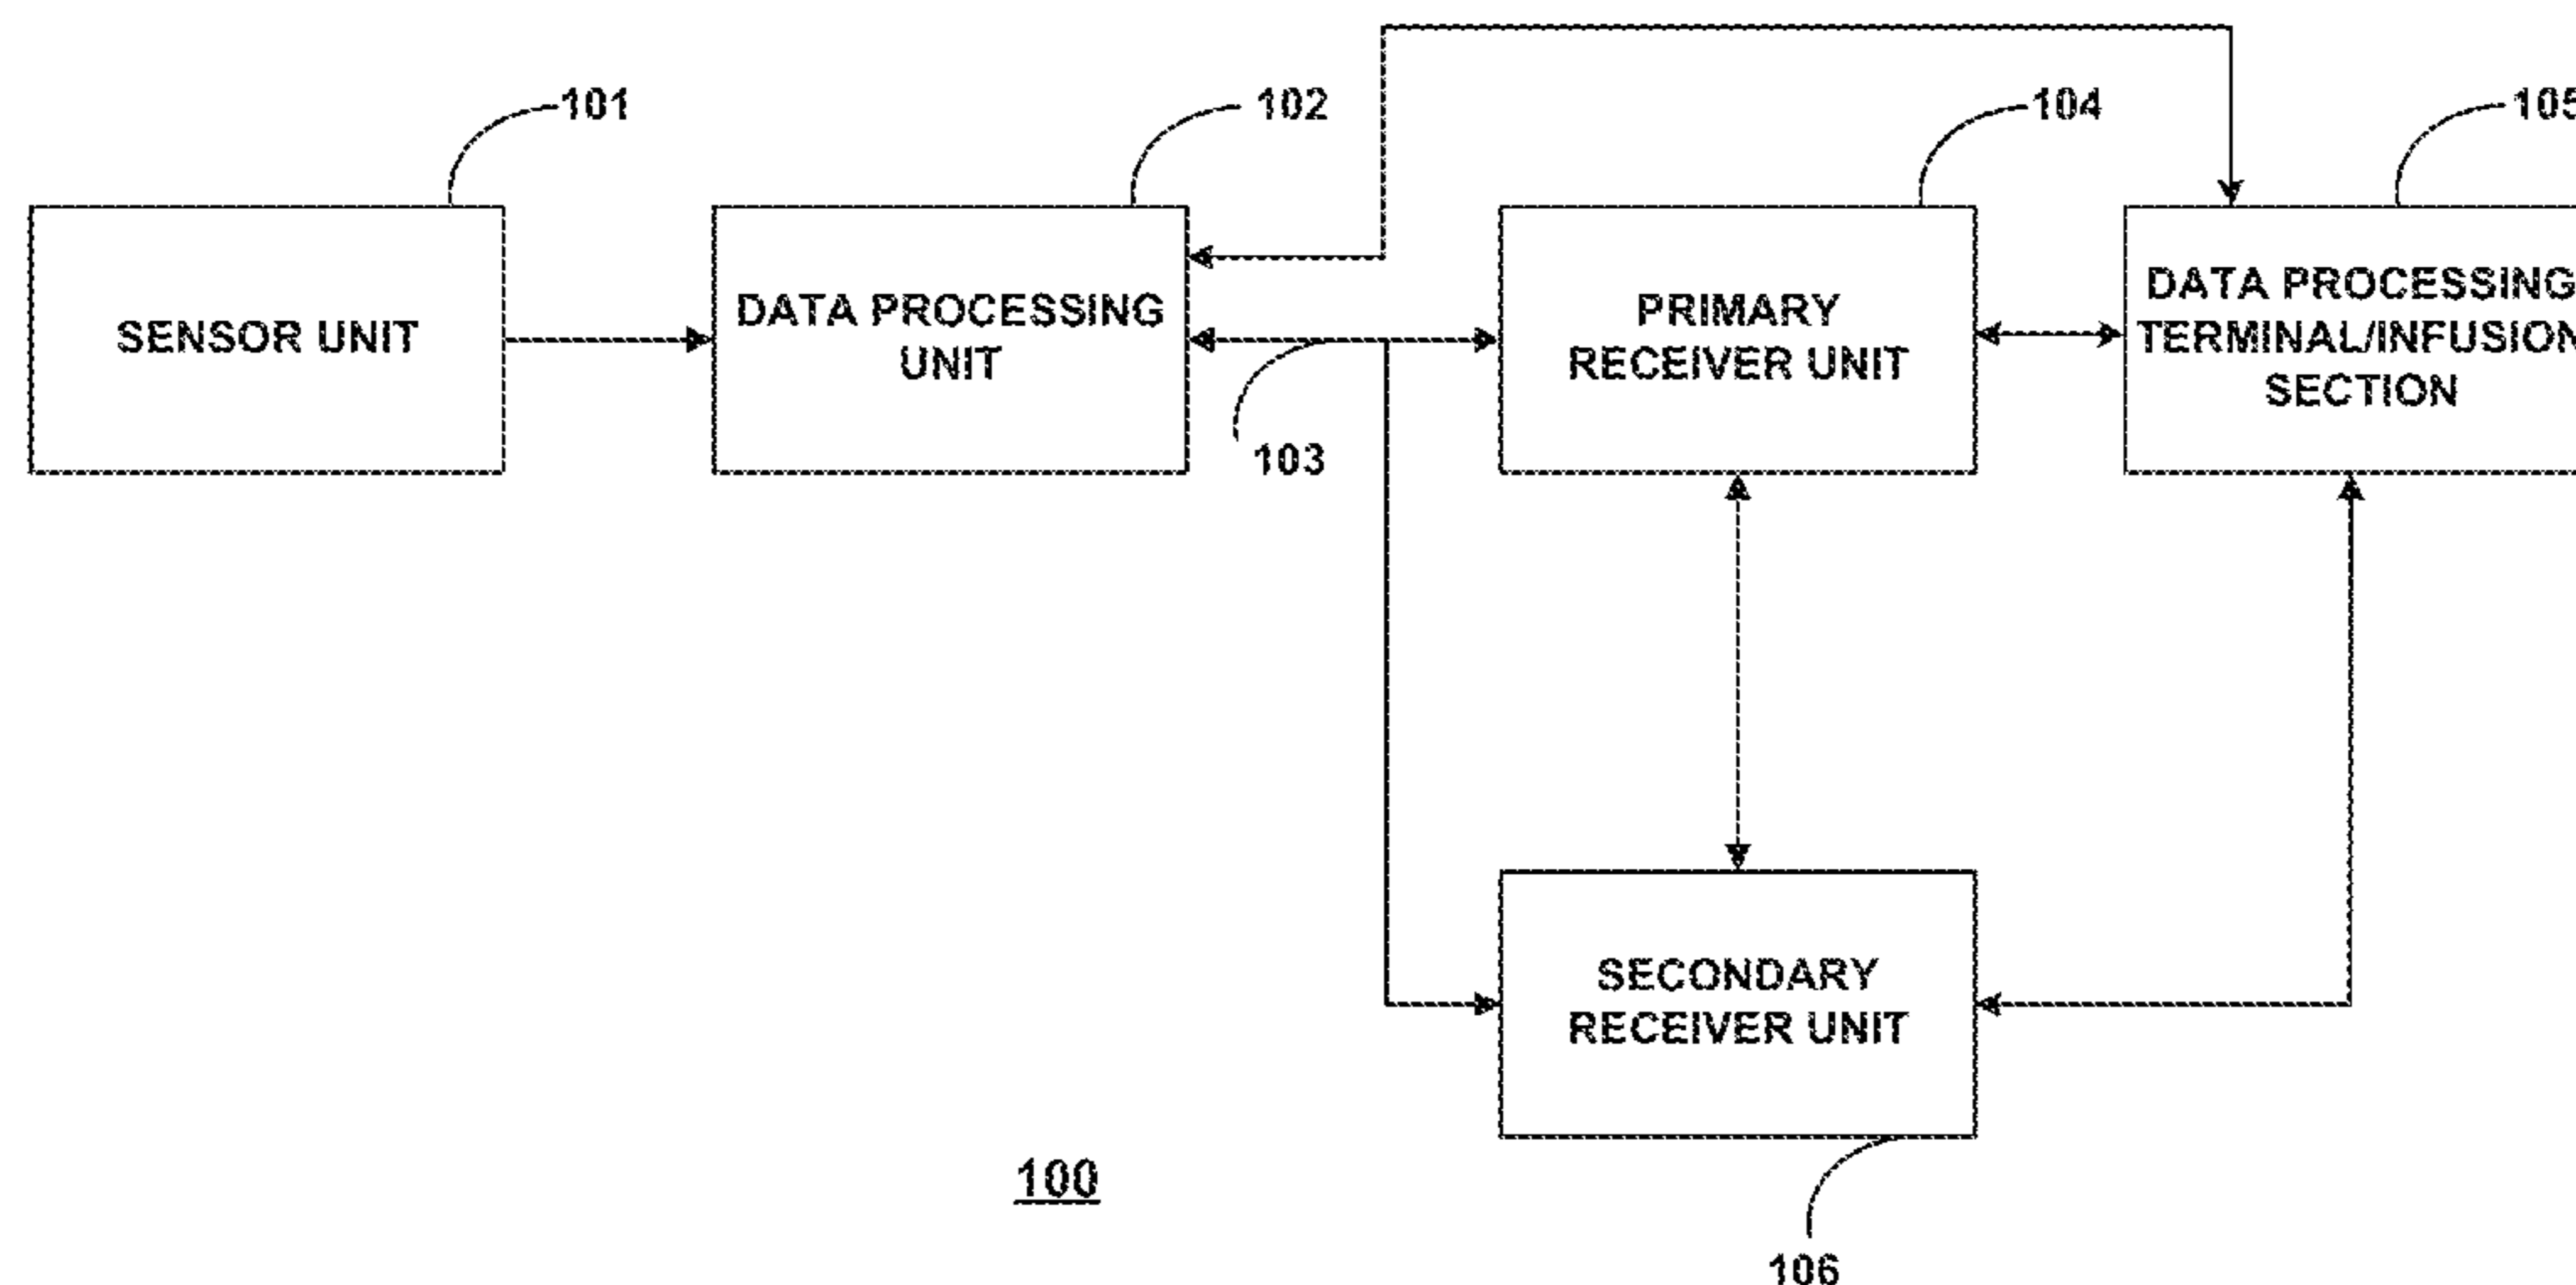 101
102
104
105
SENSOR UNIT
DATA PROCESSING
UNIT
PRIMARY
RECEIVER UNIT
DATA PROCESSING
TERMINAL/INFUSION
SECTION
103
SECONDARY
RECEIVER UNIT
100
106